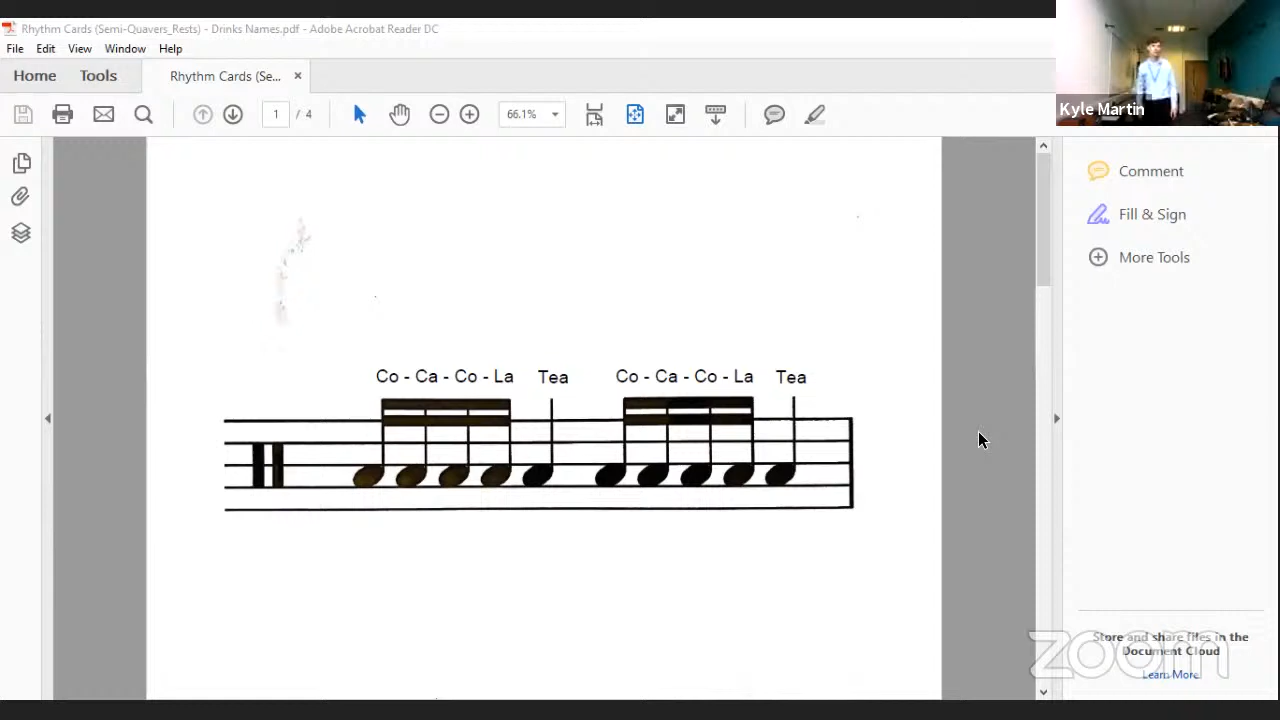 Rhythm Cards (Semi-Quavers_Rests) - Drinks Names.pdf - Adobe Acrobat Reader DC
File Edit View Window Help
Home Tools Rhythm Cards (Se... ×
1 / 4 66.1%
Kyle Martin
Comment
Fill & Sign
More Tools
Co - Ca - Co - La Tea Co - Ca - Co - La Tea
Store and share files in the
Document Cloud
Learn More
zoom